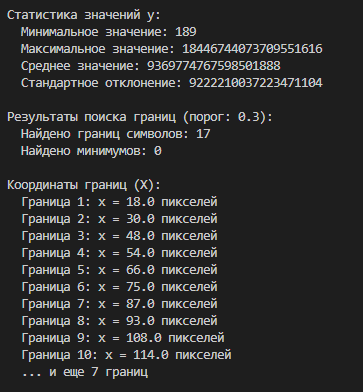 Статистика значений y:
Минимальное значение: 189
Максимальное значение: 18446744073709551616
Среднее значение: 9369774767598501888
Стандартное отклонение: 9222210037223471104
Результаты поиска границ (порог: 0.3):
Найдено границ символов: 17
Найдено минимумов: 0
Координаты границ (X):
Граница 1: x = 18.0 пикселей
Граница 2: x = 30.0 пикселей
Граница 3: x = 48.0 пикселей
Граница 4: x = 54.0 пикселей
Граница 5: x = 66.0 пикселей
Граница 6: x = 75.0 пикселей
Граница 7: x = 87.0 пикселей
Граница 8: x = 93.0 пикселей
Граница 9: x = 108.0 пикселей
Граница 10: x = 114.0 пикселей
... и еще 7 границ